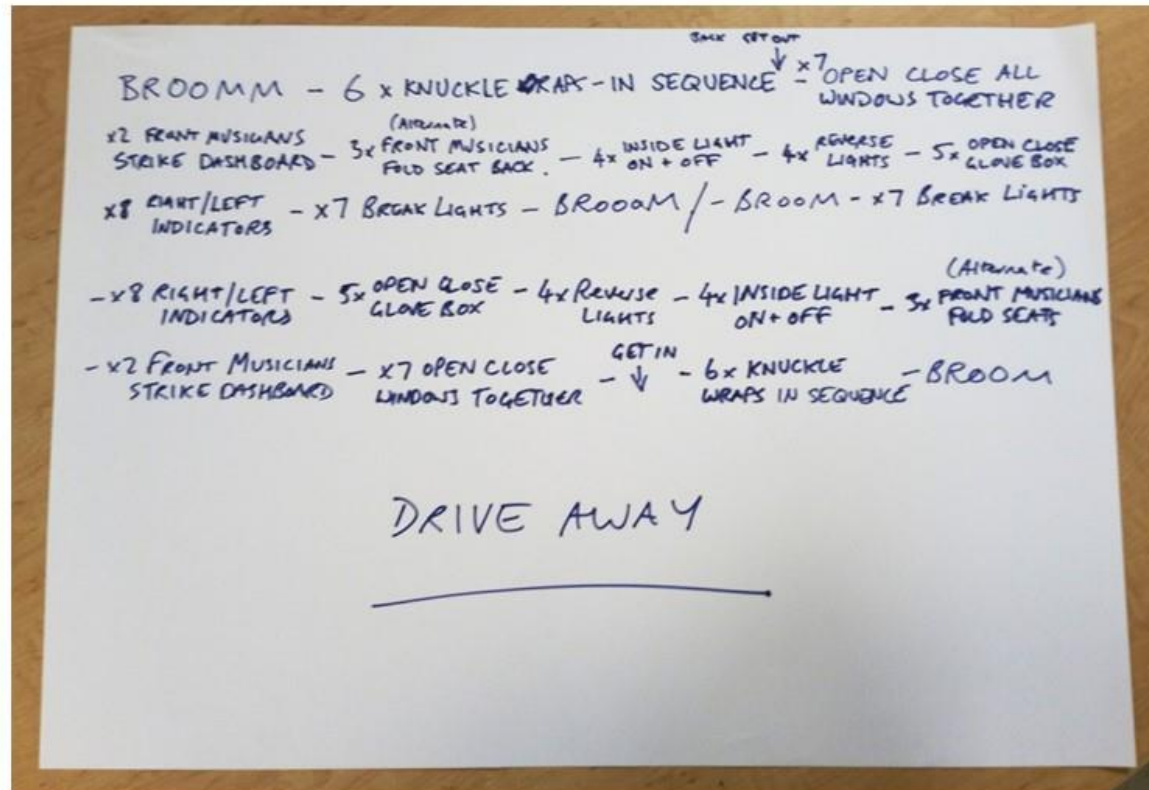 BACK GET OUT
↓
BROOMM - 6 x KNUCKLE WRAPS - IN SEQUENCE - x7 OPEN CLOSE ALL
WINDOWS TOGETHER
(Alternate)
x2 FRONT MUSICIANS - 3x FRONT MUSICIANS - 4x INSIDE LIGHT - 4x REVERSE - 5x OPEN CLOSE
STRIKE DASHBOARD FOLD SEAT BACK. ON + OFF LIGHTS GLOVE BOX
x8 RIGHT/LEFT - x7 BREAK LIGHTS - BROOOM / - BROOM - x7 BREAK LIGHTS
INDICATORS
(Alternate)
- x8 RIGHT/LEFT - 5x OPEN CLOSE - 4x Reverse - 4x INSIDE LIGHT - 3x FRONT MUSICIANS
INDICATORS GLOVE BOX LIGHTS ON + OFF FOLD SEATS
GET IN
- x2 FRONT MUSICIANS - x7 OPEN CLOSE - ↓ - 6x KNUCKLE - BROOM
STRIKE DASHBOARD WINDOWS TOGETHER WRAPS IN SEQUENCE
DRIVE AWAY